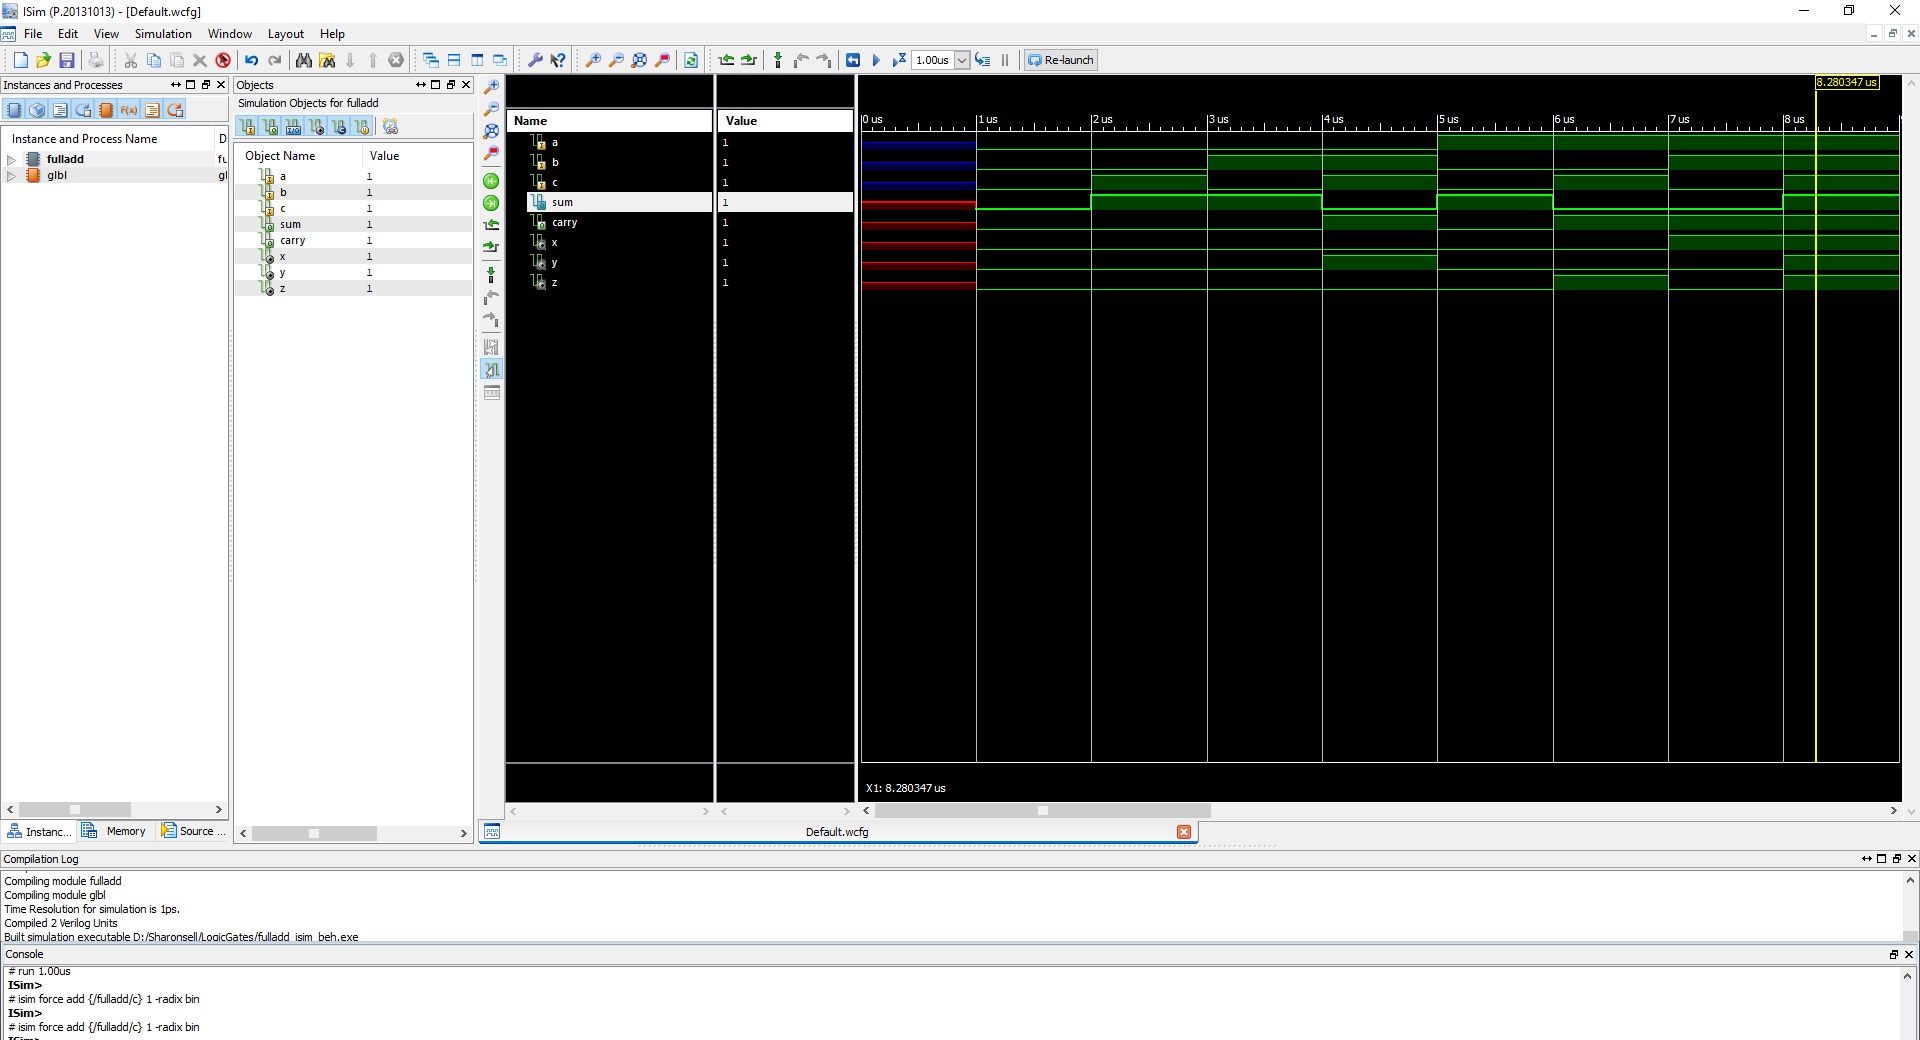 ISim (P.20131013) - [Default.wcfg]
File Edit View Simulation Window Layout Help
1.00us Re-launch
Instances and Processes
Instance and Process Name D
fulladd fu
glbl gl
Instanc... Memory Source ...
Objects
Simulation Objects for fulladd
Object Name Value
a 1
b 1
c 1
sum 1
carry 1
x 1
y 1
z 1
Name Value
a 1
b 1
c 1
sum 1
carry 1
x 1
y 1
z 1
8.280347 us
0 us 1 us 2 us 3 us 4 us 5 us 6 us 7 us 8 us
X1: 8.280347 us
Default.wcfg
Compilation Log
Compiling module fulladd
Compiling module glbl
Time Resolution for simulation is 1ps.
Compiled 2 Verilog Units
Built simulation executable D:/Sharonsell/LogicGates/fulladd_isim_beh.exe
Console
# run 1.00us
ISim>
# isim force add {/fulladd/c} 1 -radix bin
ISim>
# isim force add {/fulladd/c} 1 -radix bin
ISim>